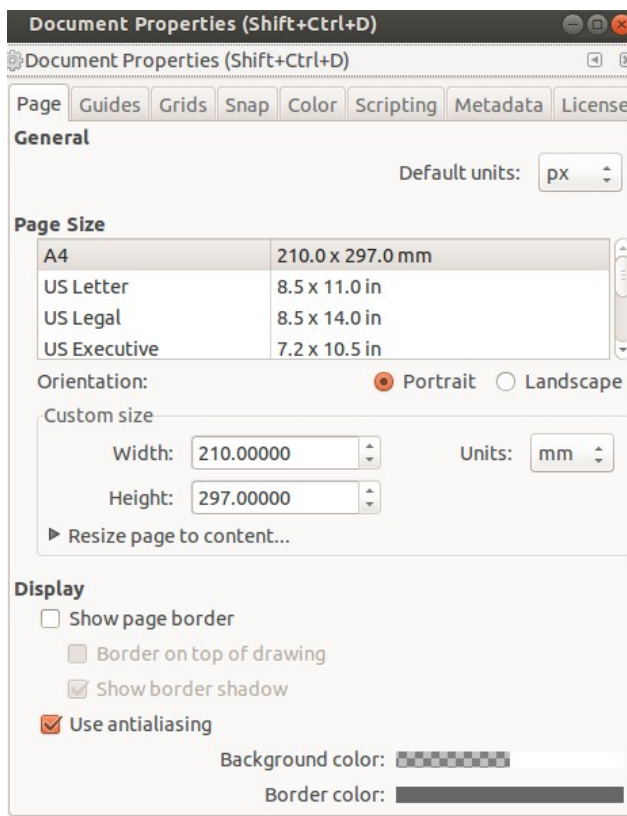 Document Properties (Shift+Ctrl+D)
Document Properties (Shift+Ctrl+D)
Page Guides Grids Snap Color Scripting Metadata License
General
Default units: px
Page Size
A4 210.0 x 297.0 mm
US Letter 8.5 x 11.0 in
US Legal 8.5 x 14.0 in
US Executive 7.2 x 10.5 in
Orientation: Portrait Landscape
Custom size
Width: 210.00000 Units: mm
Height: 297.00000
Resize page to content...
Display
Show page border
Border on top of drawing
Show border shadow
Use antialiasing
Background color:
Border color: